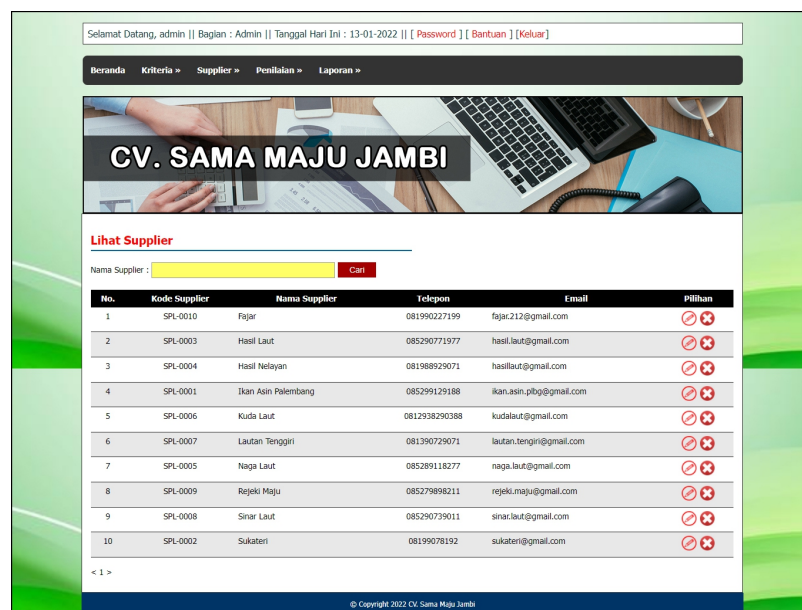 Selamat Datang, admin || Bagian : Admin || Tanggal Hari Ini : 13-01-2022 || [ Password ] [ Bantuan ] [Keluar]
Beranda Kriteria » Supplier » Penilaian » Laporan »
CV. SAMA MAJU JAMBI
Lihat Supplier
Nama Supplier : Cari
No. Kode Supplier Nama Supplier Telepon Email Pilihan
1 SPL-0010 Fajar 081990227199 fajar.212@gmail.com
2 SPL-0003 Hasil Laut 085290771977 hasil.laut@gmail.com
3 SPL-0004 Hasil Nelayan 081988929071 hasillaut@gmail.com
4 SPL-0001 Ikan Asin Palembang 085299129188 ikan.asin.plbg@gmail.com
5 SPL-0006 Kuda Laut 0812938290388 kudalaut@gmail.com
6 SPL-0007 Lautan Tenggiri 081390729071 lautan.tengiri@gmail.com
7 SPL-0005 Naga Laut 085289118277 naga.laut@gmail.com
8 SPL-0009 Rejeki Maju 085279898211 rejeki.maju@gmail.com
9 SPL-0008 Sinar Laut 085290739011 sinar.laut@gmail.com
10 SPL-0002 Sukateri 08199078192 sukateri@gmail.com
< 1 >
© Copyright 2022 CV. Sama Maju Jambi